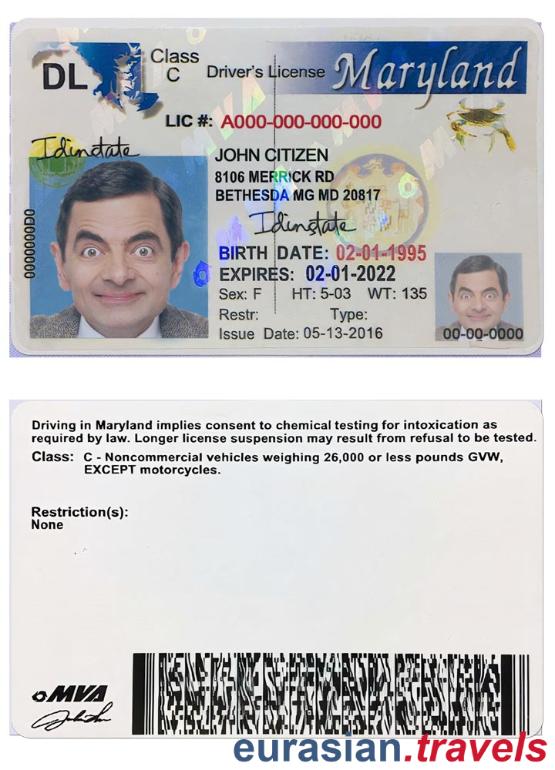 DL
Class
C
Driver's License
Maryland
LIC #: A000-000-000-000
Idinstate
JOHN CITIZEN
8106 MERRICK RD
BETHESDA MG MD 20817
Idinstate
BIRTH DATE: 02-01-1995
EXPIRES: 02-01-2022
Sex: F HT: 5-03 WT: 135
Restr: Type:
Issue Date: 05-13-2016
00-00-0000
Driving in Maryland implies consent to chemical testing for intoxication as
required by law. Longer license suspension may result from refusal to be tested.
Class: C - Noncommercial vehicles weighing 26,000 or less pounds GVW,
EXCEPT motorcycles.
Restriction(s):
None
MVA
eurasian.travels